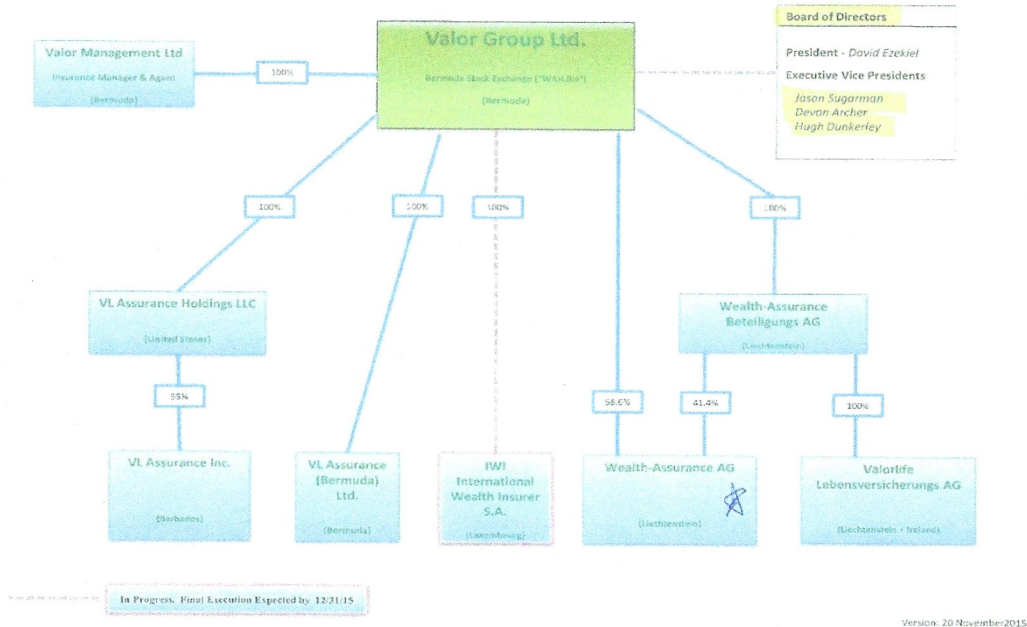 Board of Directors
President - David Ezekiel
Executive Vice Presidents
Jason Sugarman
Devon Archer
Hugh Dunkerley
Valor Management Ltd
Insurance Manager & Agent
(Bermuda)
100%
Valor Group Ltd.
Bermuda Stock Exchange
(Bermuda)
100%
100%
100%
100%
VL Assurance Holdings LLC
(United States)
Wealth-Assurance
Beteiligungs AG
(Liechtenstein)
95%
58.6%
41.4%
100%
VL Assurance Inc.
(Barbados)
VL Assurance
(Bermuda)
Ltd.
(Bermuda)
IWI
International
Wealth Insurer
S.A.
(Luxembourg)
Wealth-Assurance AG
(Liechtenstein)
Valorlife
Lebensversicherungs AG
(Liechtenstein + Ireland)
In Progress. Final Execution Expected by 12/31/15
Version: 20 November2015